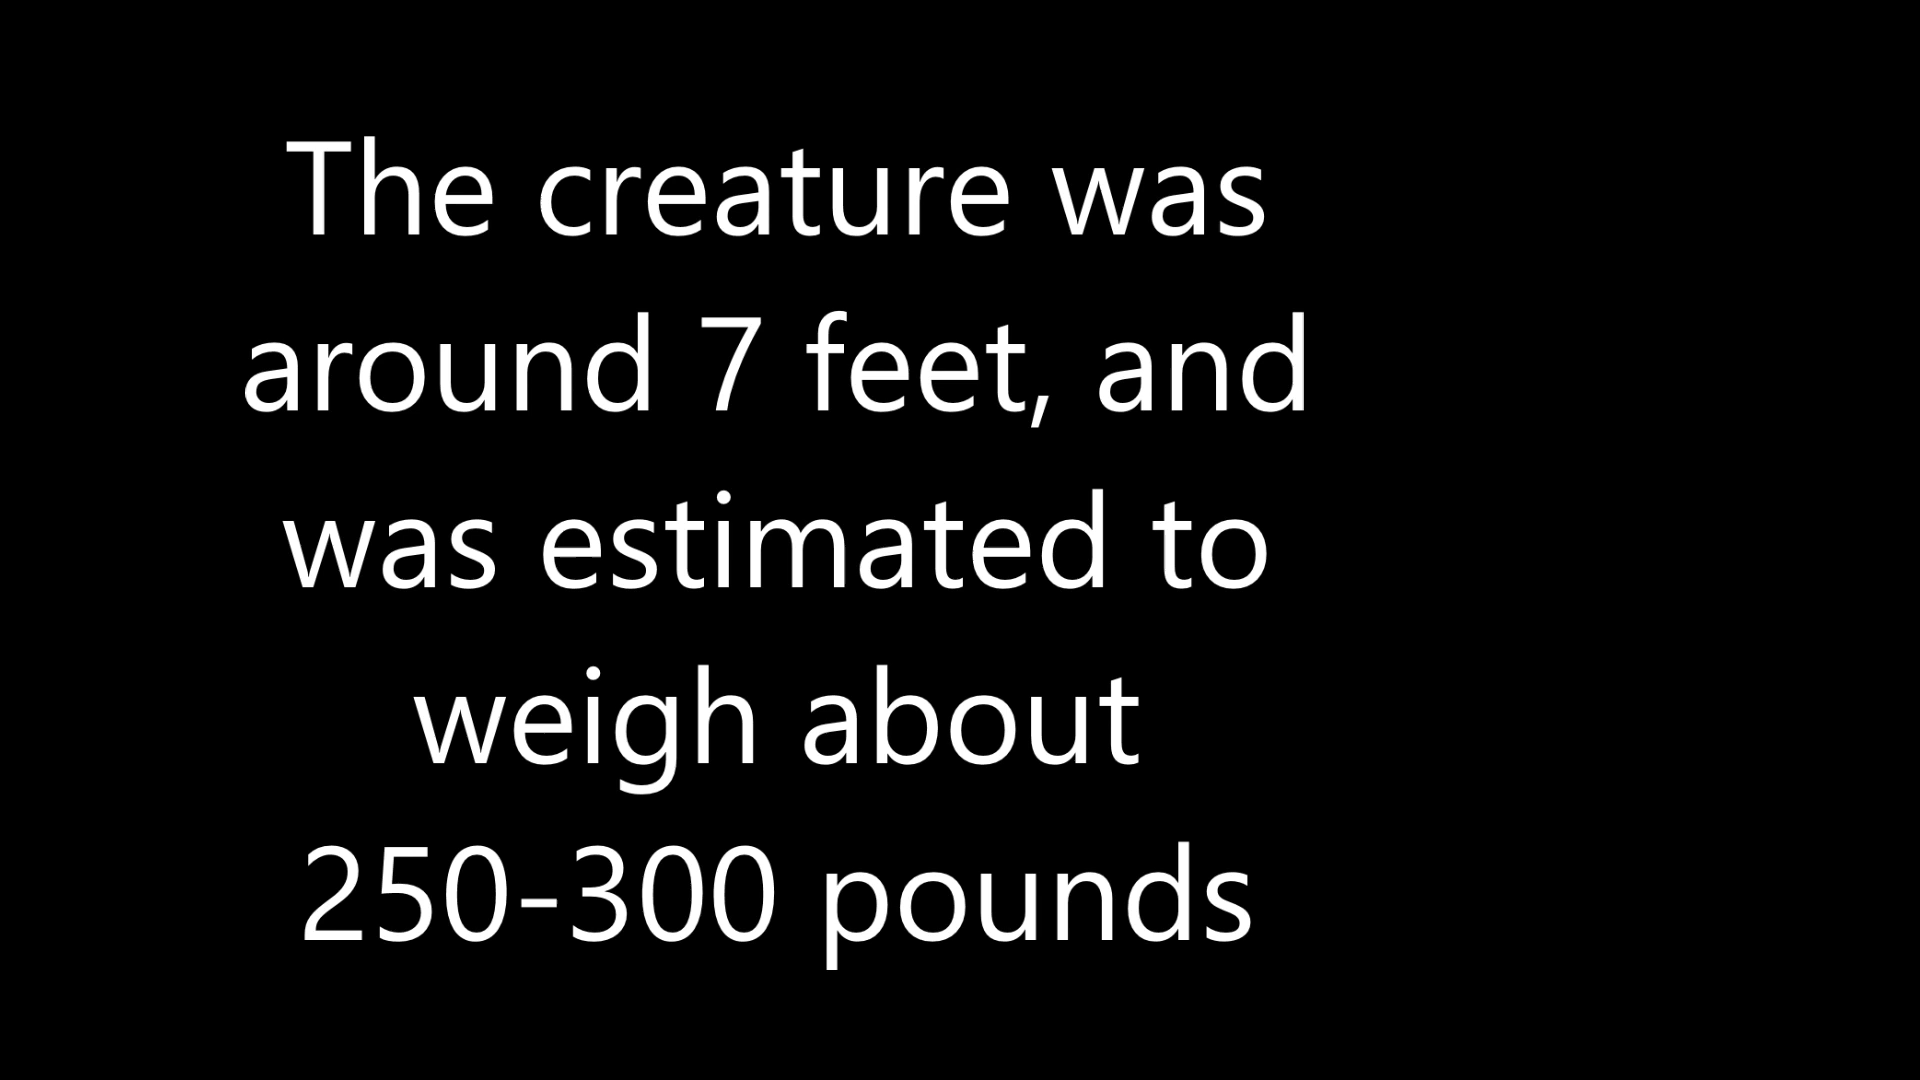 The creature was
around 7 feet, and
was estimated to
weigh about
250-300 pounds